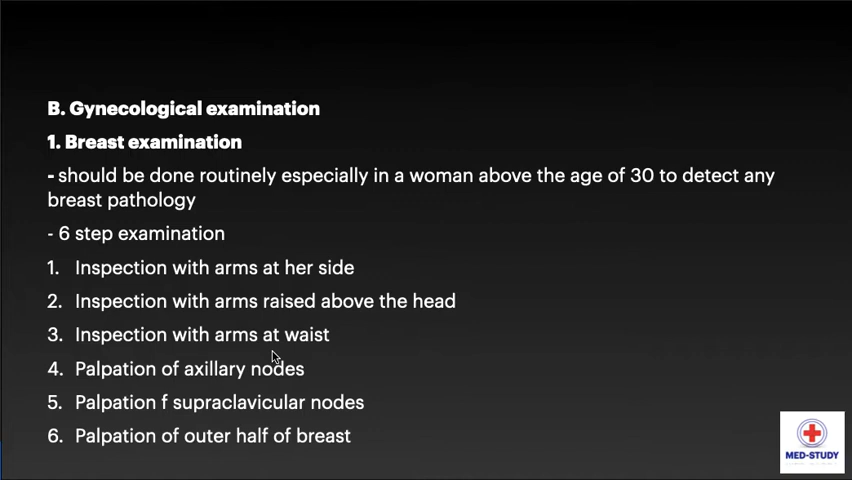 B. Gynecological examination
1. Breast examination
- should be done routinely especially in a woman above the age of 30 to detect any
breast pathology
- 6 step examination
1. Inspection with arms at her side
2. Inspection with arms raised above the head
3. Inspection with arms at waist
4. Palpation of axillary nodes
5. Palpation f supraclavicular nodes
6. Palpation of outer half of breast
MED-STUDY